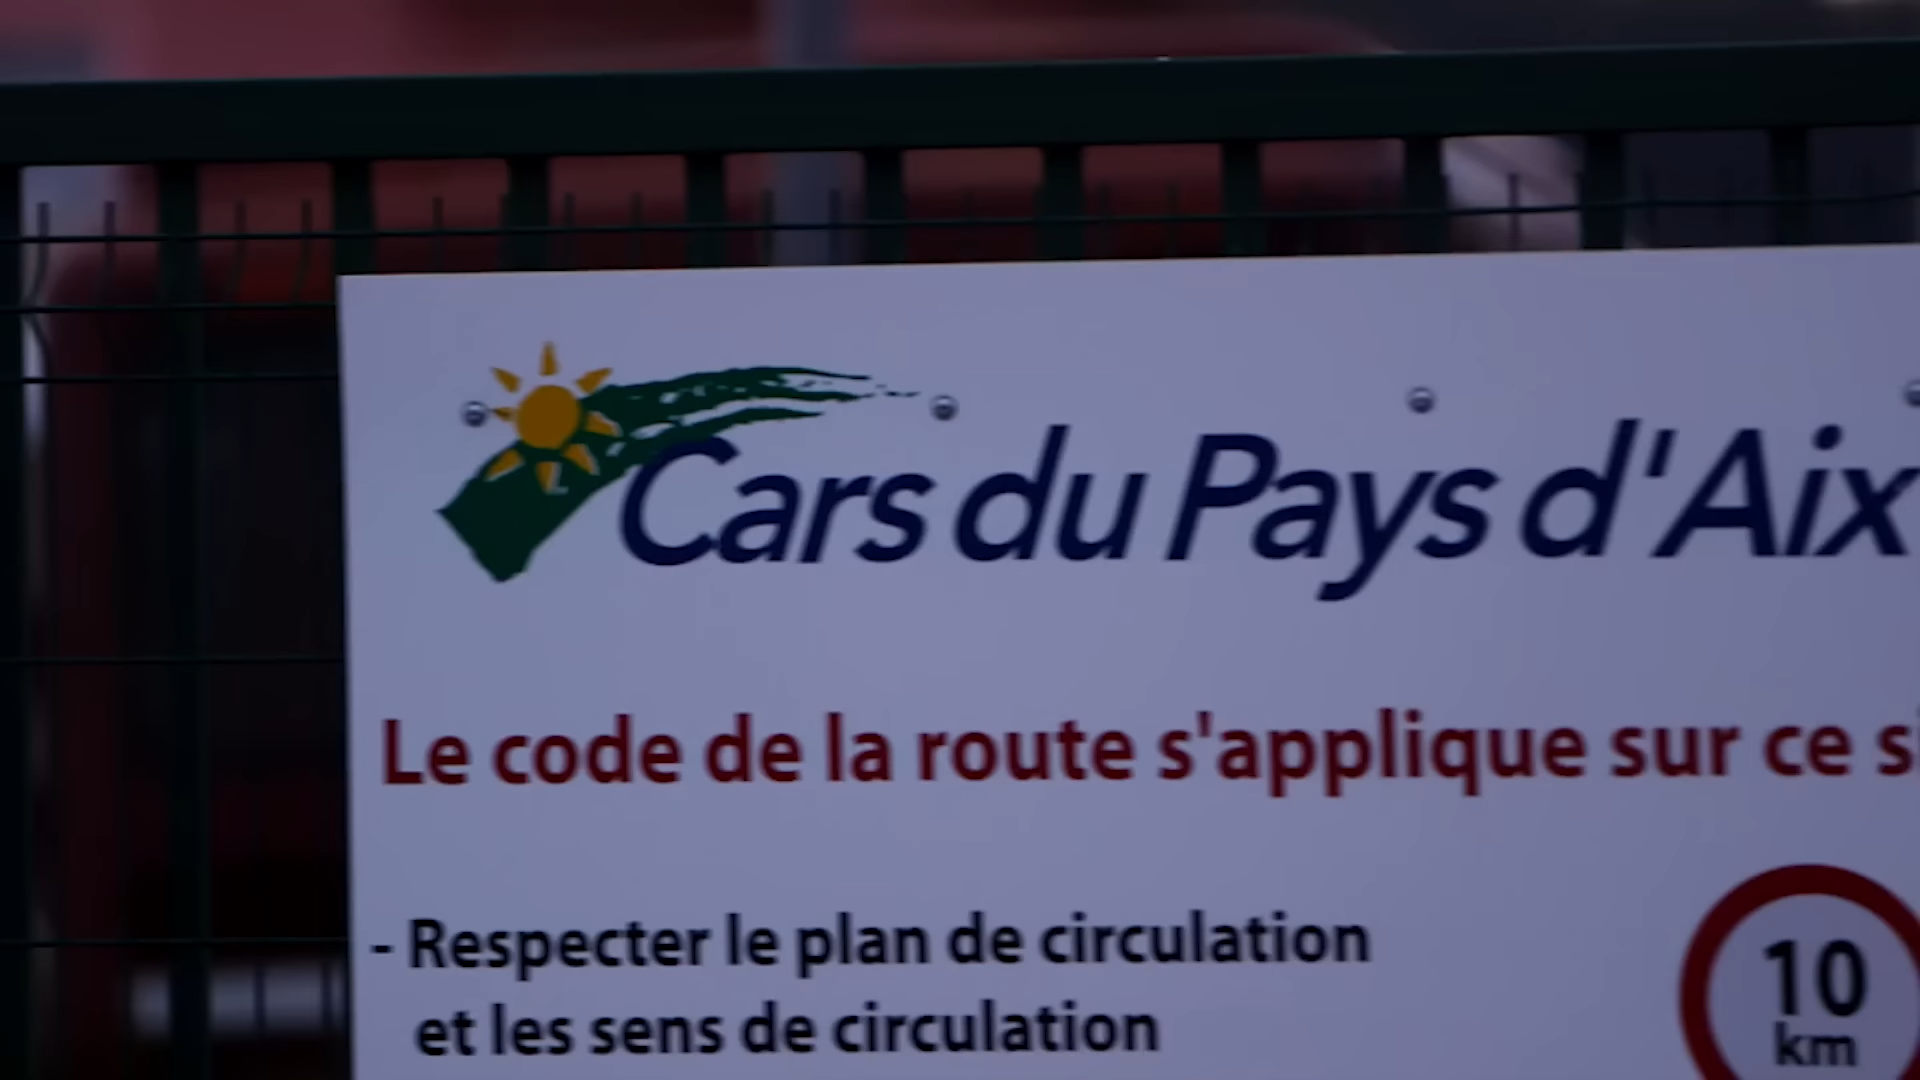 Cars du Pays d'Aix
Le code de la route s'applique sur ce
- Respecter le plan de circulation
et les sens de circulation
10
km